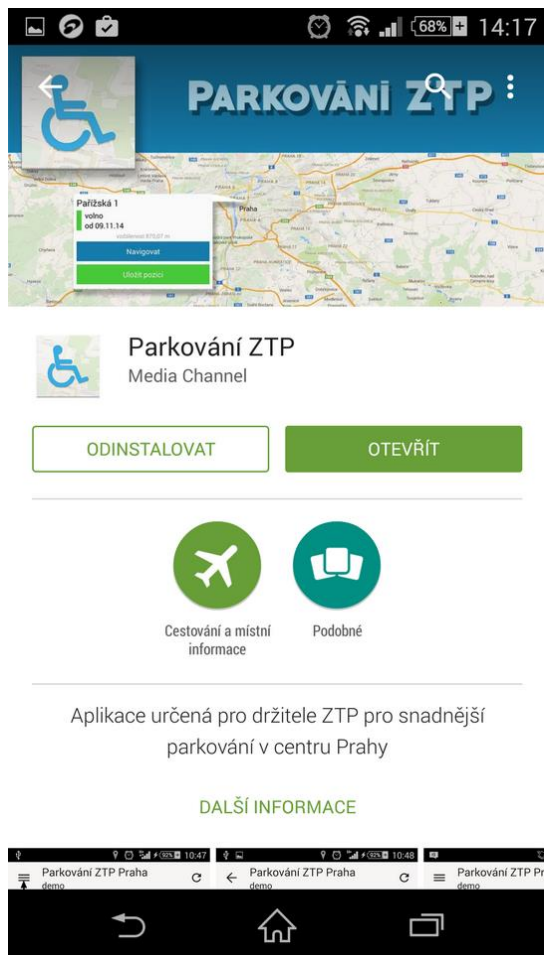 68%
14:17
PARKOVÁNÍ ZTP
Pařížská 1
volno
od 09.11.14
Navigovat
Uložit pozici
Praha
Parkování ZTP
Media Channel
ODINSTALOVAT
OTEVŘÍT
Cestování a místní
informace
Podobné
Aplikace určená pro držitele ZTP pro snadnější
parkování v centru Prahy
DALŠÍ INFORMACE
92% 10:47
92% 10:48
Parkování ZTP Praha
demo
Parkování ZTP Praha
demo
Parkování ZTP Pr
demo